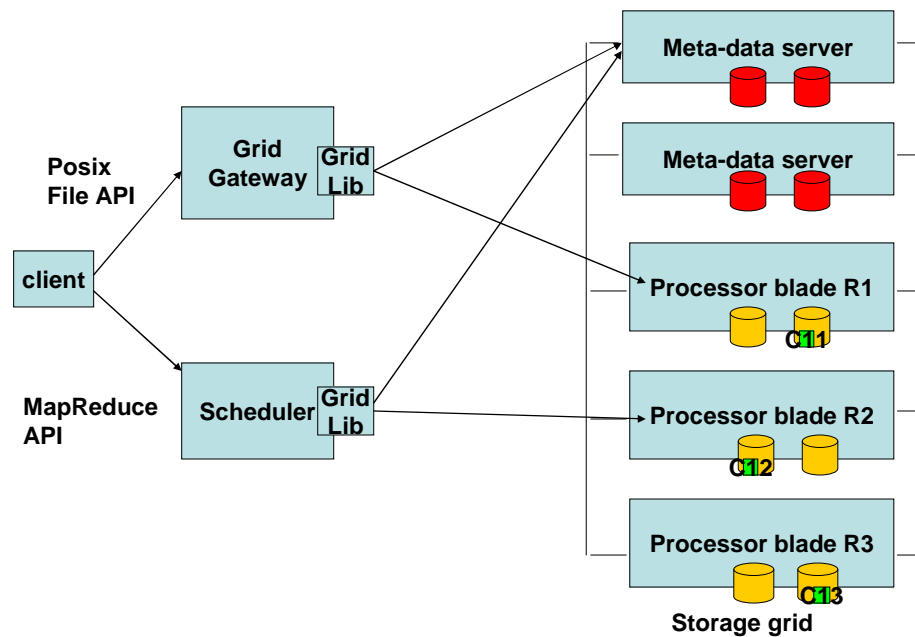 Meta-data server
Grid
Gateway
Grid
Lib
Posix
File API
Meta-data server
client
Processor blade R1
C11
MapReduce
API
Scheduler
Grid
Lib
Processor blade R2
C12
Processor blade R3
C13
Storage grid